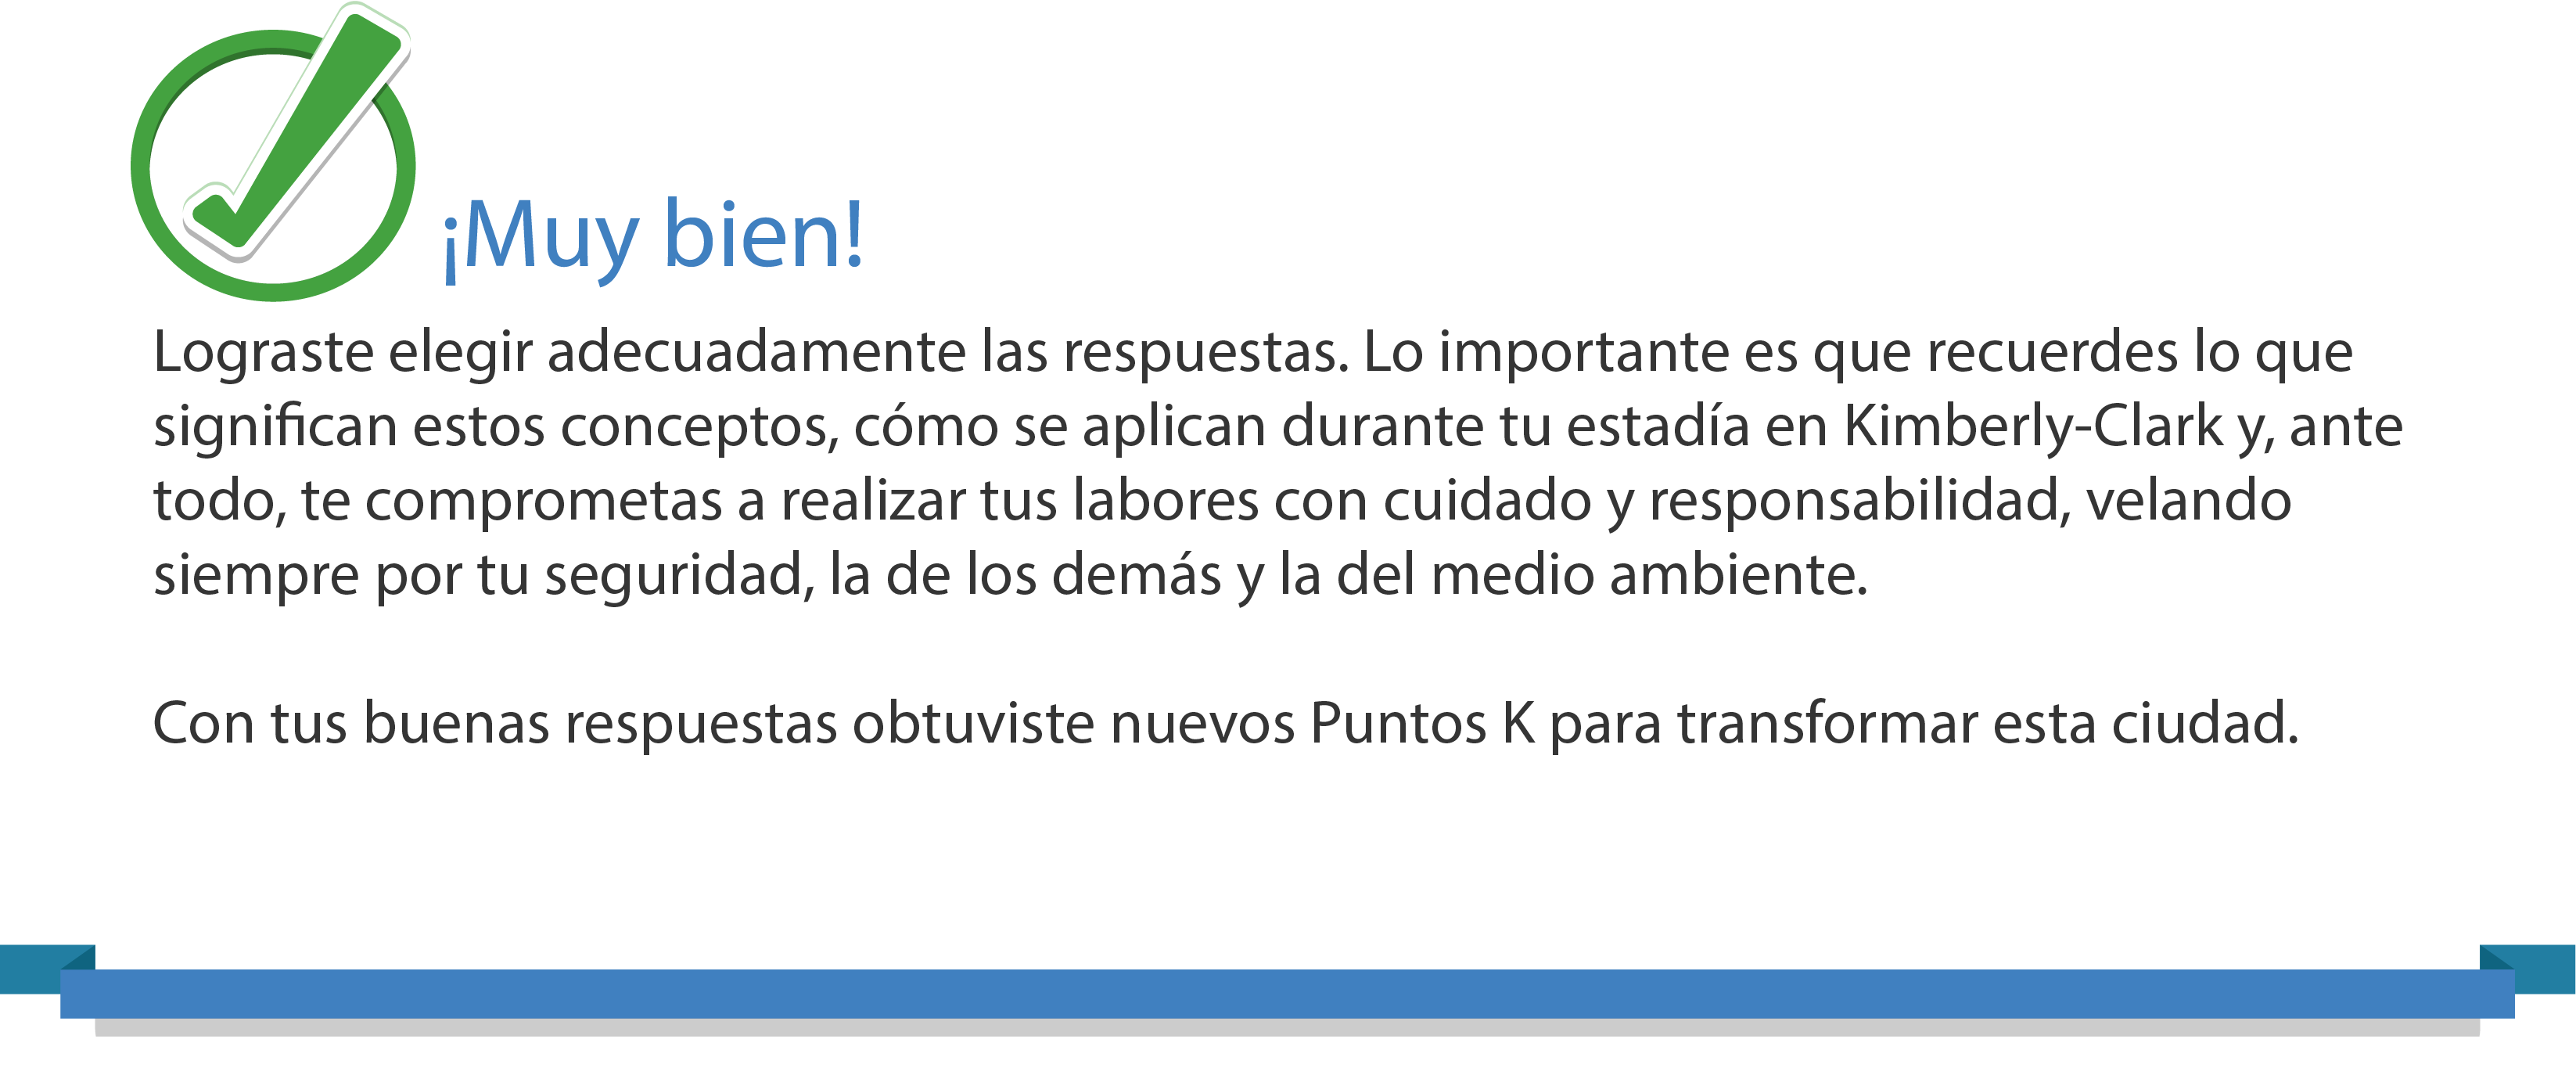 ¡Muy bien!
Lograste elegir adecuadamente las respuestas. Lo importante es que recuerdes lo que
significan estos conceptos, cómo se aplican durante tu estadía en Kimberly-Clark y, ante
todo, te comprometas a realizar tus labores con cuidado y responsabilidad, velando
siempre por tu seguridad, la de los demás y la del medio ambiente.
Con tus buenas respuestas obtuviste nuevos Puntos K para transformar esta ciudad.